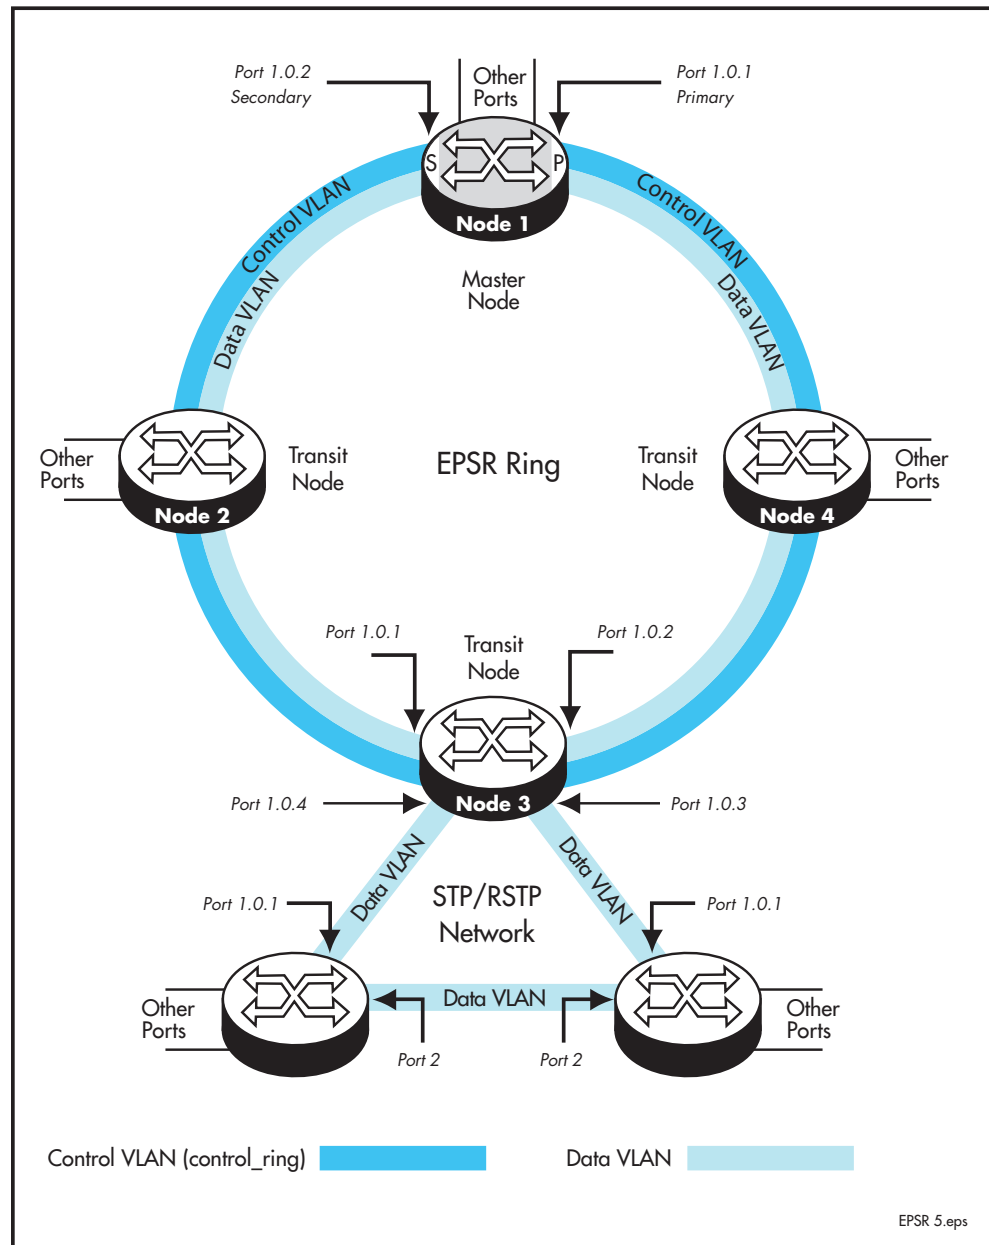 Port 1.0.2
Secondary
Other
Ports
Port 1.0.1
Primary
S
P
Node 1
Control VLAN
Data VLAN
Control VLAN
Data VLAN
Master
Node
Other
Ports
Node 2
Transit
Node
EPSR Ring
Transit
Node
Node 4
Other
Ports
Port 1.0.1
Transit
Node
Port 1.0.2
Node 3
Port 1.0.4
Port 1.0.3
Data VLAN
Data VLAN
STP/RSTP
Network
Port 1.0.1
Port 1.0.1
Other
Ports
Data VLAN
Other
Ports
Port 2
Port 2
Control VLAN (control_ring)
Data VLAN
EPSR 5.eps